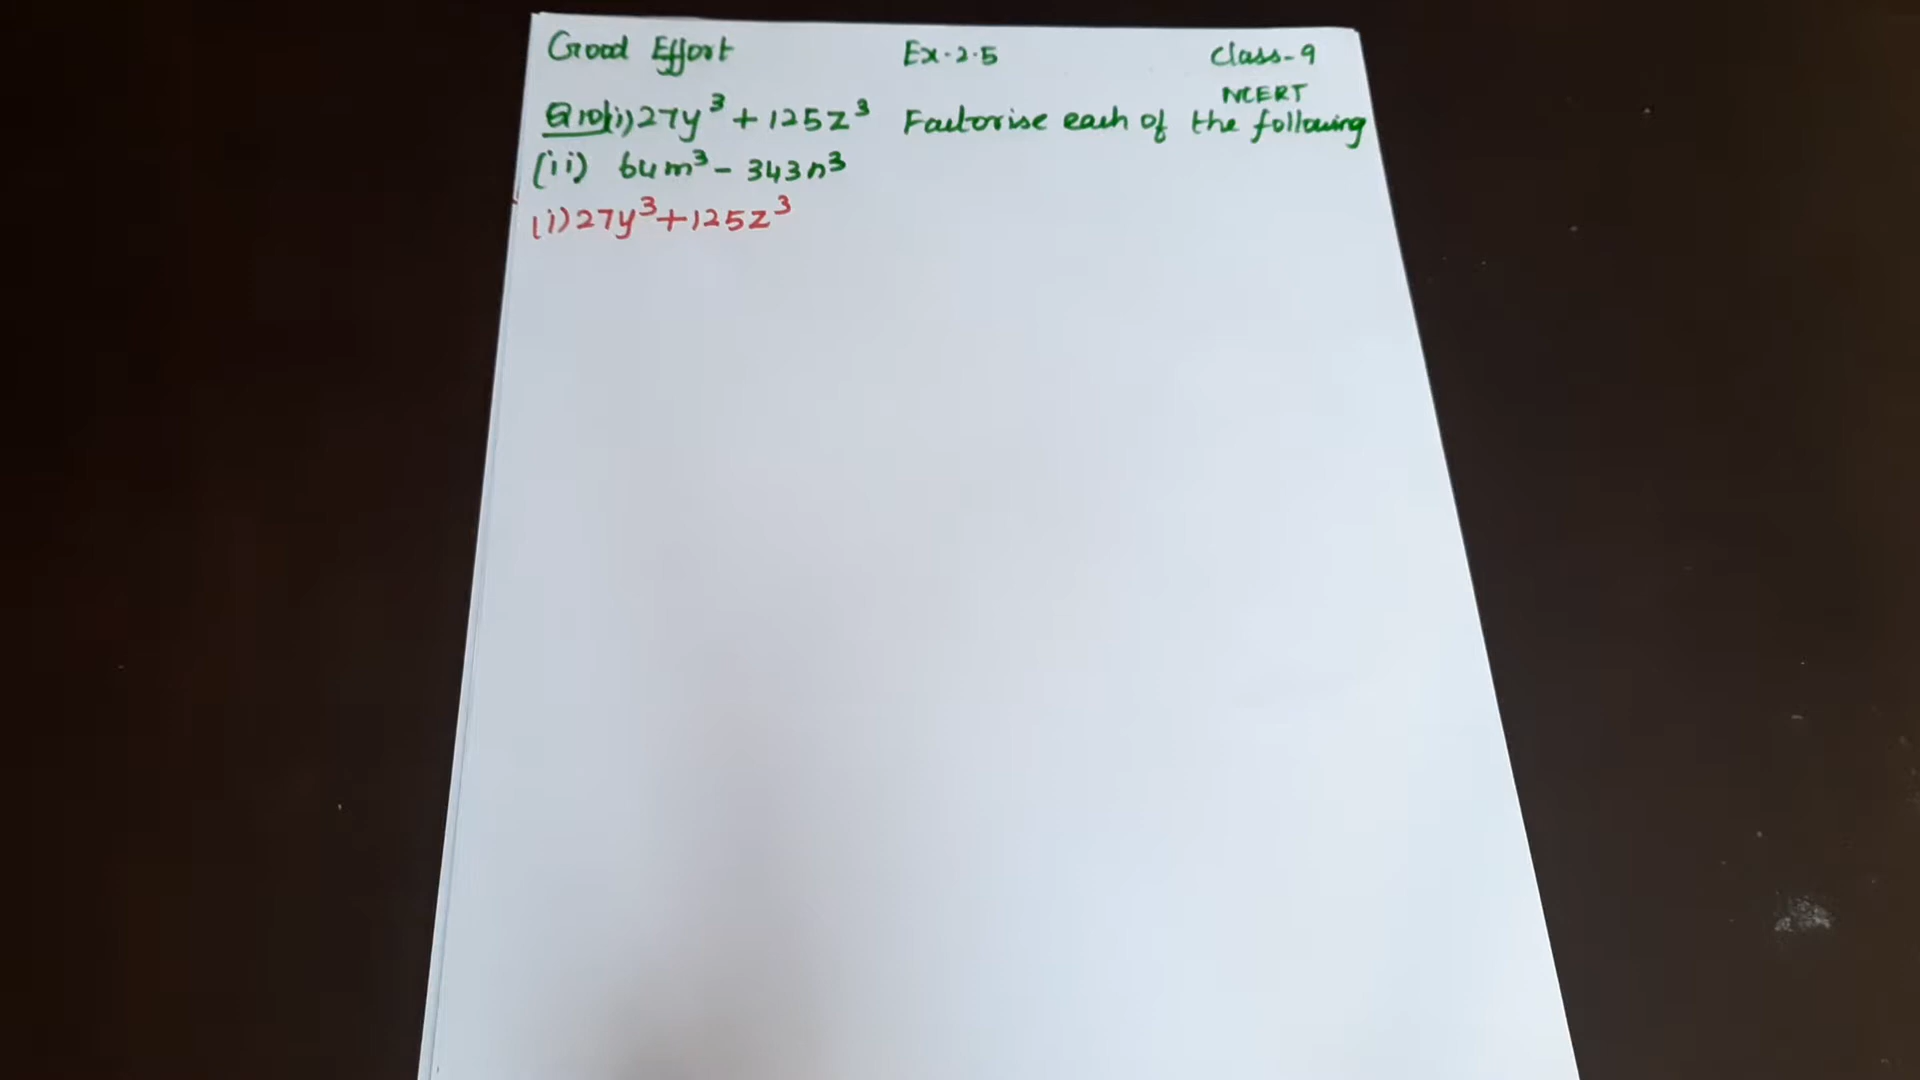 Good Effort Ex.2.5 Class-9
NCERT
Q10(i) 27y³ + 125z³ Factorise each of the following
(ii) 64m³ - 343n³
(i) 27y³+125z³